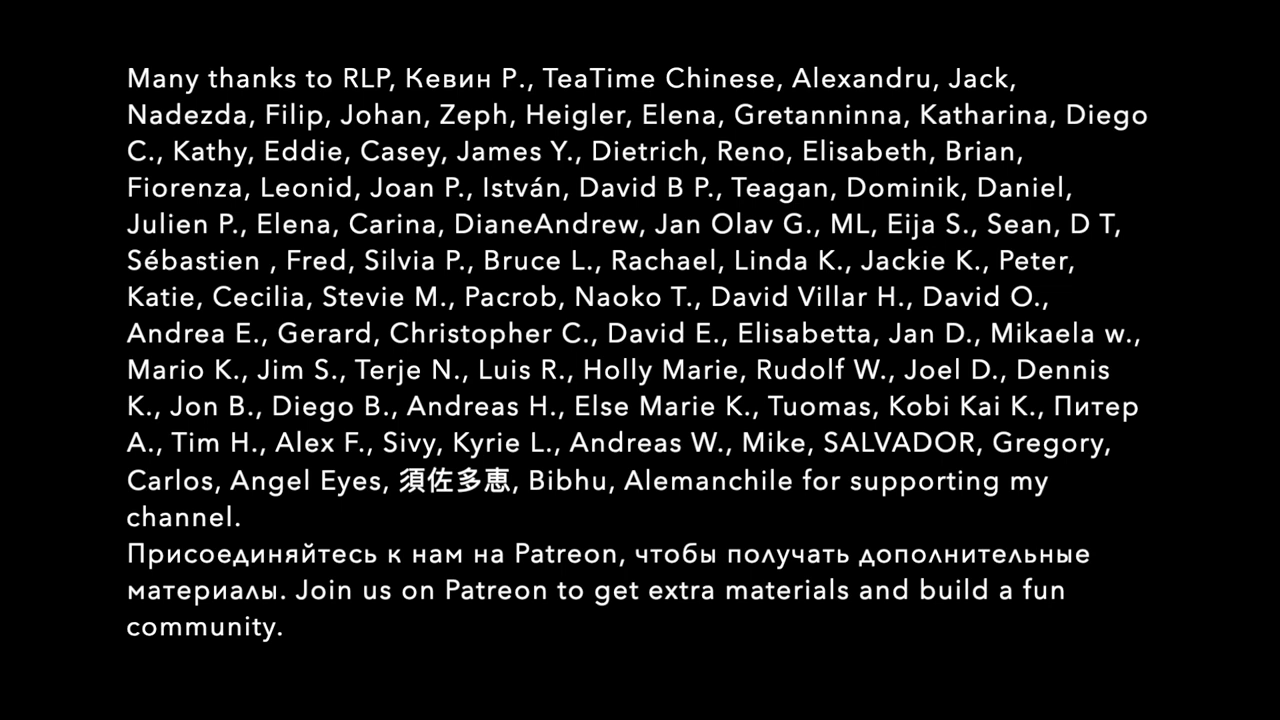 Many thanks to RLP, Кевин Р., TeaTime Chinese, Alexandru, Jack,
Nadezda, Filip, Johan, Zeph, Heigler, Elena, Gretanninna, Katharina, Diego
C., Kathy, Eddie, Casey, James Y., Dietrich, Reno, Elisabeth, Brian,
Fiorenza, Leonid, Joan P., István, David B P., Teagan, Dominik, Daniel,
Julien P., Elena, Carina, DianeAndrew, Jan Olav G., ML, Eija S., Sean, D T,
Sébastien , Fred, Silvia P., Bruce L., Rachael, Linda K., Jackie K., Peter,
Katie, Cecilia, Stevie M., Pacrob, Naoko T., David Villar H., David O.,
Andrea E., Gerard, Christopher C., David E., Elisabetta, Jan D., Mikaela w.,
Mario K., Jim S., Terje N., Luis R., Holly Marie, Rudolf W., Joel D., Dennis
K., Jon B., Diego B., Andreas H., Else Marie K., Tuomas, Kobi Kai K., Питер
А., Tim H., Alex F., Sivy, Kyrie L., Andreas W., Mike, SALVADOR, Gregory,
Carlos, Angel Eyes, 須佐多恵, Bibhu, Alemanchile for supporting my
channel.
Присоединяйтесь к нам на Patreon, чтобы получать дополнительные
материалы. Join us on Patreon to get extra materials and build a fun
community.